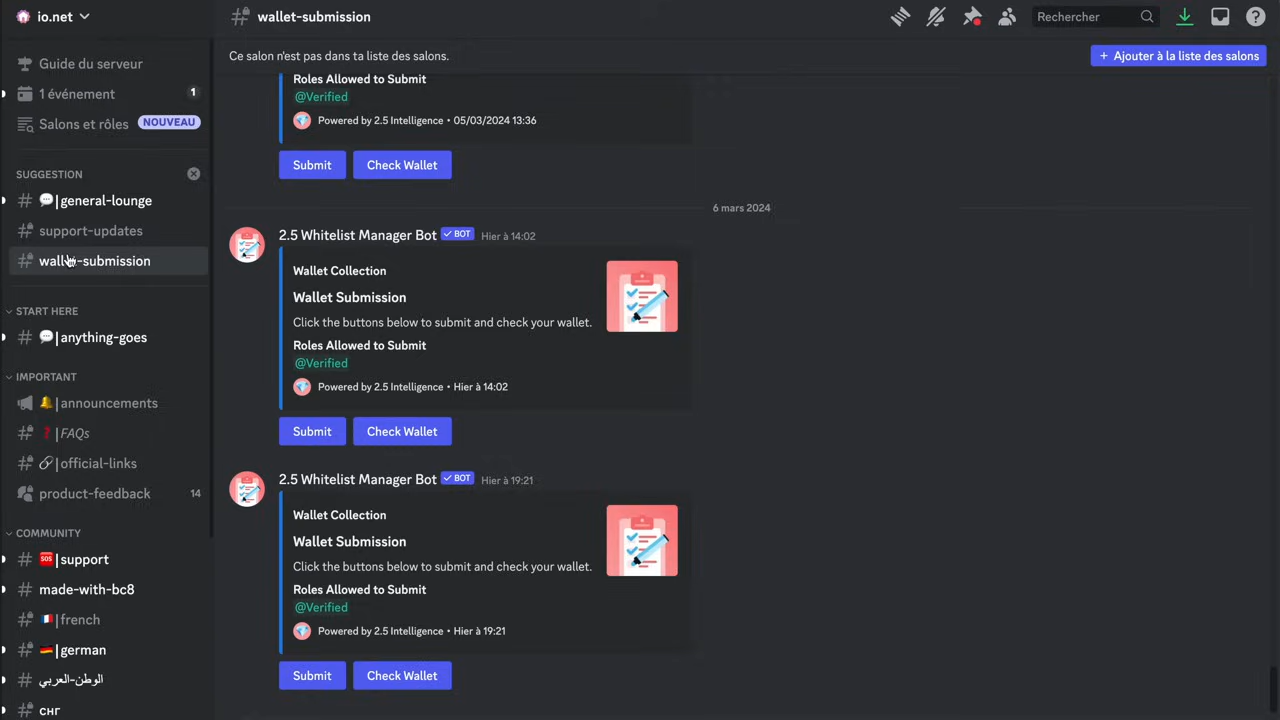 io.net
Guide du serveur
1 événement
1
Salons et rôles
NOUVEAU
SUGGESTION
general-lounge
support-updates
wallet-submission
START HERE
anything-goes
IMPORTANT
announcements
FAQs
official-links
product-feedback
14
COMMUNITY
SOS
support
made-with-bc8
french
german
الوطن-العربي
снг
wallet-submission
Rechercher
Ce salon n'est pas dans ta liste des salons.
+ Ajouter à la liste des salons
Roles Allowed to Submit
@Verified
Powered by 2.5 Intelligence • 05/03/2024 13:36
Submit
Check Wallet
6 mars 2024
2.5 Whitelist Manager Bot ✓ BOT Hier à 14:02
Wallet Collection
Wallet Submission
Click the buttons below to submit and check your wallet.
Roles Allowed to Submit
@Verified
Powered by 2.5 Intelligence • Hier à 14:02
Submit
Check Wallet
2.5 Whitelist Manager Bot ✓ BOT Hier à 19:21
Wallet Collection
Wallet Submission
Click the buttons below to submit and check your wallet.
Roles Allowed to Submit
@Verified
Powered by 2.5 Intelligence • Hier à 19:21
Submit
Check Wallet